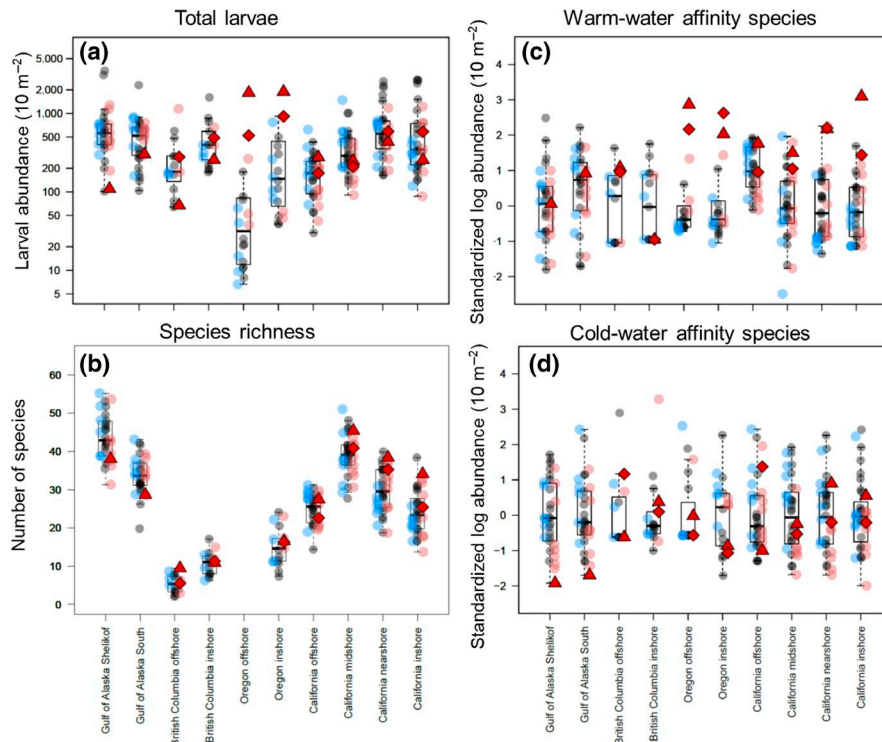 Total larvae
(a)
Larval abundance (10 m⁻²)
5.000
2.000
1.000
500
200
100
50
20
10
5
Species richness
(b)
Number of species
60
50
40
30
20
10
0
Gulf of Alaska Shelikof
Gulf of Alaska South
British Columbia offshore
British Columbia inshore
Oregon offshore
Oregon inshore
California offshore
California midshore
California nearshore
California inshore
Warm-water affinity species
(c)
Standardized log abundance (10 m⁻²)
4
3
2
1
0
-1
-2
Cold-water affinity species
(d)
Standardized log abundance (10 m⁻²)
4
3
2
1
0
−1
−2
Gulf of Alaska Shelikof
Gulf of Alaska South
British Columbia offshore
British Columbia inshore
Oregon offshore
Oregon inshore
California offshore
California midshore
California nearshore
California inshore